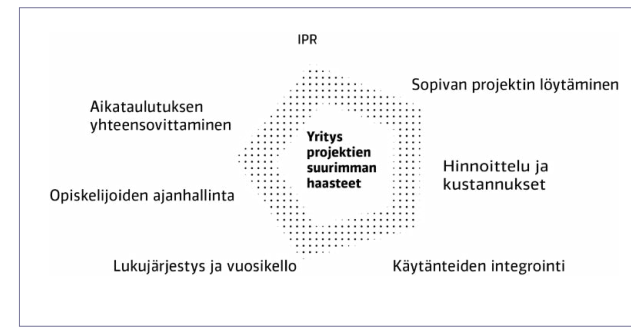 IPR
Sopivan projektin löytäminen
Aikataulutuksen
yhteensovittaminen
Yritys
projektien
suurimman
haasteet
Hinnoittelu ja
kustannukset
Opiskelijoiden ajanhallinta
Lukujärjestys ja vuosikello
Käytänteiden integrointi